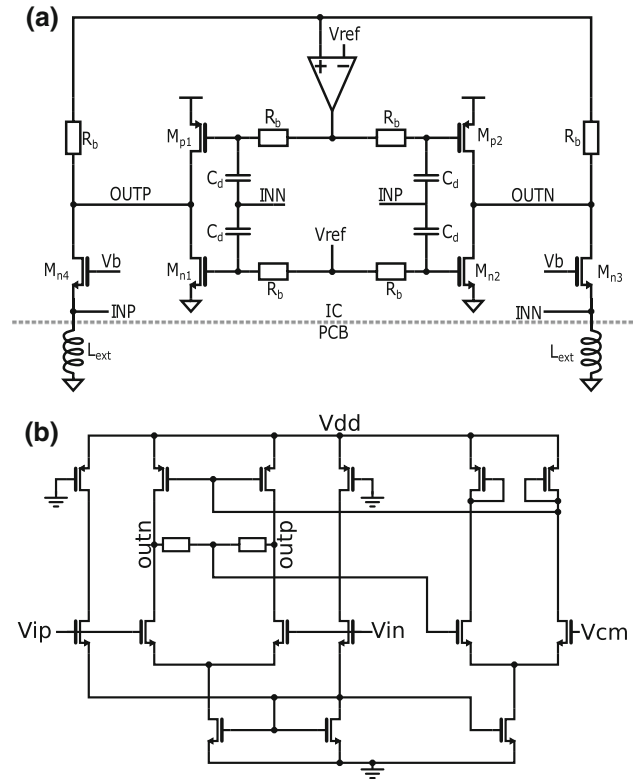 (a)
Vref
+ −
Rb Rb
Rb Mp1 Mp2 Rb
Cd Cd
OUTP INN INP OUTN
Cd Vref Cd
Mn4 Vb Mn1 Mn2 Vb Mn3
Rb Rb
INP IC INN
PCB
Lext Lext
(b) Vdd
outn outp
Vip Vin Vcm